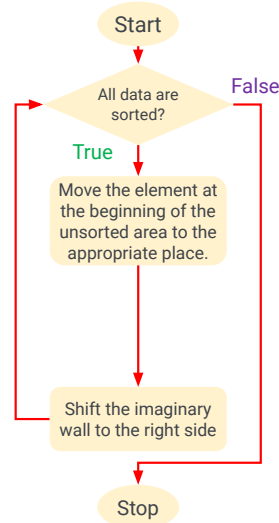 Start
All data are
sorted?
False
True
Move the element at
the beginning of the
unsorted area to the
appropriate place.
Shift the imaginary
wall to the right side
Stop